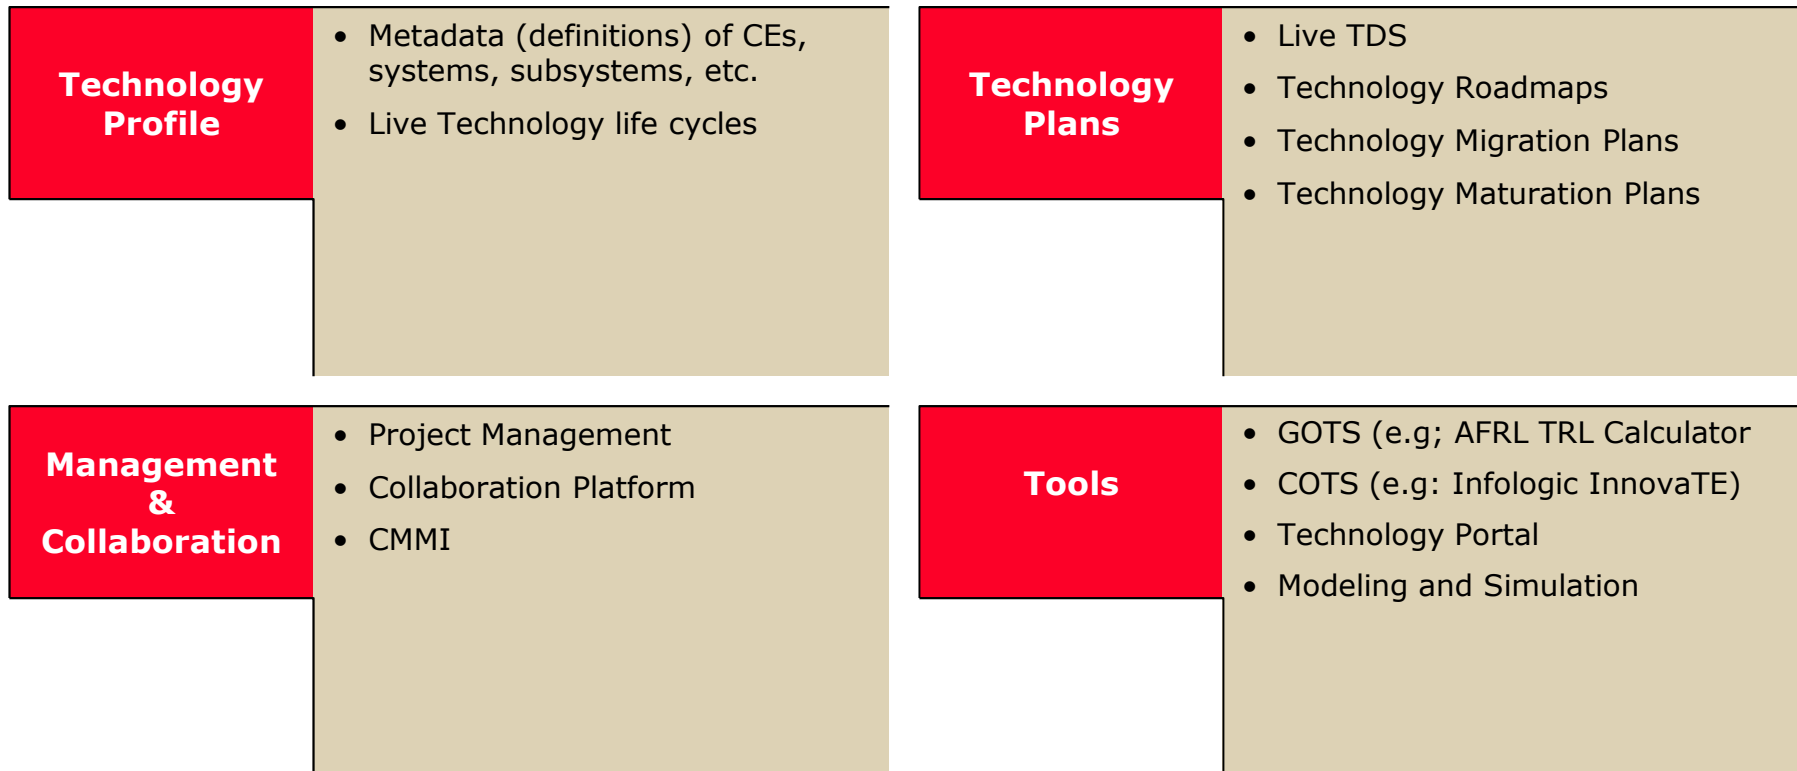 Technology
Profile
• Metadata (definitions) of CEs,
systems, subsystems, etc.
• Live Technology life cycles
Technology
Plans
• Live TDS
• Technology Roadmaps
• Technology Migration Plans
• Technology Maturation Plans
Management
&
Collaboration
• Project Management
• Collaboration Platform
• CMMI
Tools
• GOTS (e.g; AFRL TRL Calculator
• COTS (e.g: Infologic InnovaTE)
• Technology Portal
• Modeling and Simulation